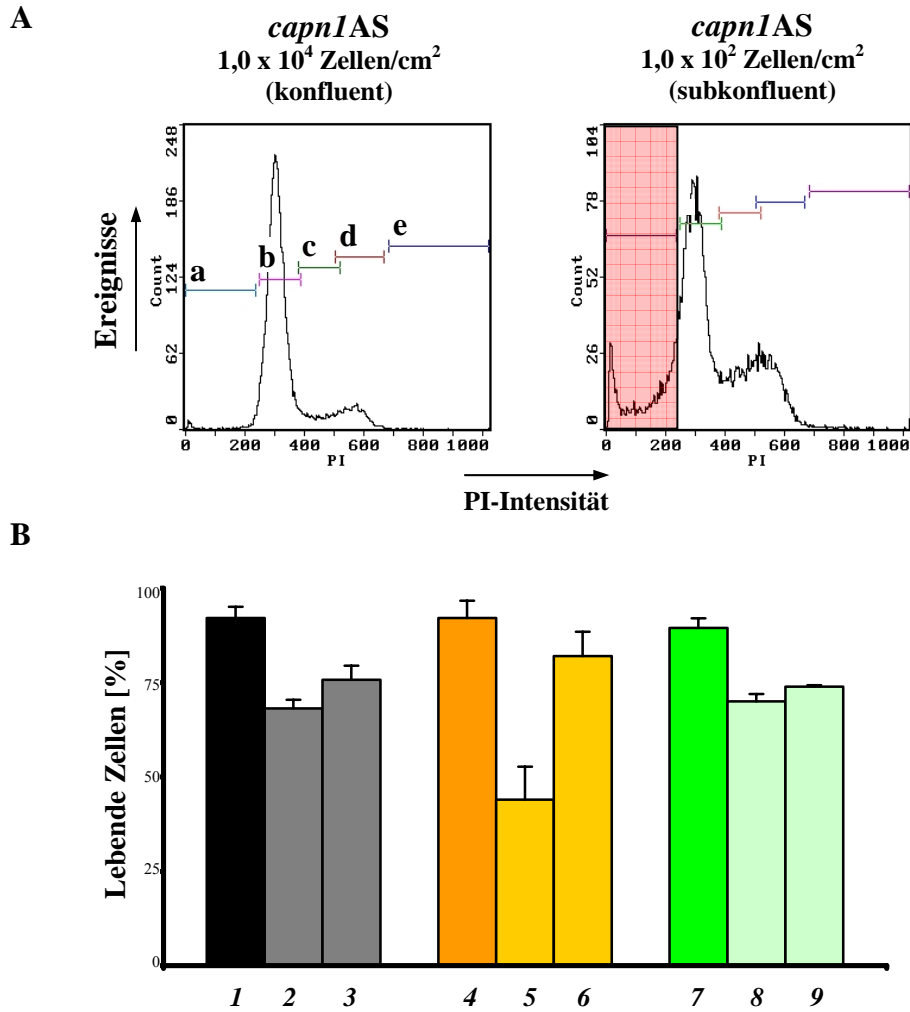 A
capn1AS
1,0 x 10⁴ Zellen/cm²
(konfluent)
capn1AS
1,0 x 10² Zellen/cm²
(subkonfluent)
Ereignisse
Count
248
186
124
62
0
a
b
c
d
e
0 200 400 600 800 1000
PI
Count
104
78
52
26
0
0 200 400 600 800 1000
PI
PI-Intensität
B
Lebende Zellen [%]
100
75
50
25
0
1 2 3 4 5 6 7 8 9